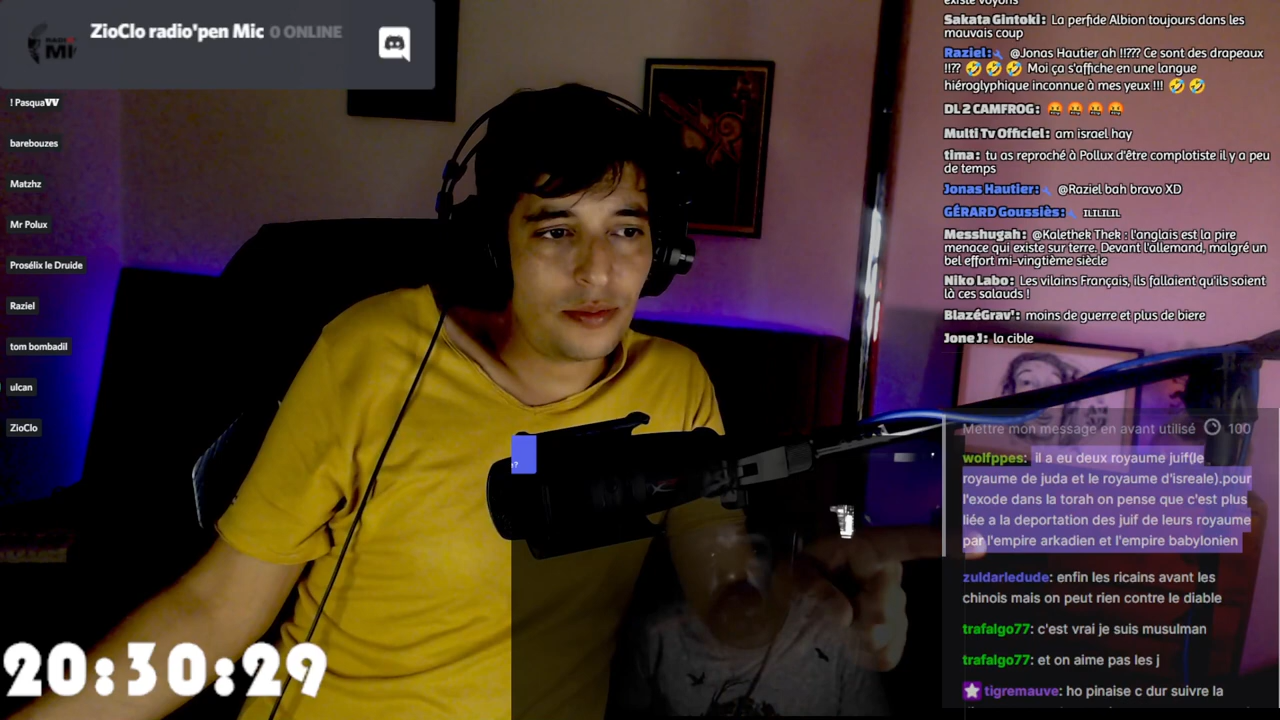 ZioClo radio'pen Mic 0 ONLINE
MI
! PasquaVV
barebouzes
Matzhz
Mr Polux
Prosélix le Druide
Raziel
tom bombadil
ulcan
ZioClo
20:30:29
existe voyons
Sakata Gintoki: La perfide Albion toujours dans les
mauvais coup
Raziel: @Jonas Hautier ah !!??? Ce sont des drapeaux
!!?? 🤣 🤣 🤣 Moi ça s'affiche en une langue
hiéroglyphique inconnue à mes yeux !!! 🤣 🤣
DL 2 CAMFROG: 🤬 🤬 🤬 🤬
Multi Tv Officiel: am israel hay
tima: tu as reproché à Pollux d'être complotiste il y a peu
de temps
Jonas Hautier: @Raziel bah bravo XD
GÉRARD Goussiès:
Messhugah: @Kalethek Thek : l'anglais est la pire
menace qui existe sur terre. Devant l'allemand, malgré un
bel effort mi-vingtième siècle
Niko Labo: Les vilains Français, ils fallaient qu'ils soient
là ces salauds !
BlazéGrav': moins de guerre et plus de biere
Jone J: la cible
Mettre mon message en avant utilisé 100
wolfppes: il a eu deux royaume juif(le
royaume de juda et le royaume d'isreale).pour
l'exode dans la torah on pense que c'est plus
liée a la deportation des juif de leurs royaume
par l'empire arkadien et l'empire babylonien
zuldarledude: enfin les ricains avant les
chinois mais on peut rien contre le diable
trafalgo77: c'est vrai je suis musulman
trafalgo77: et on aime pas les j
tigremauve: ho pinaise c dur suivre la